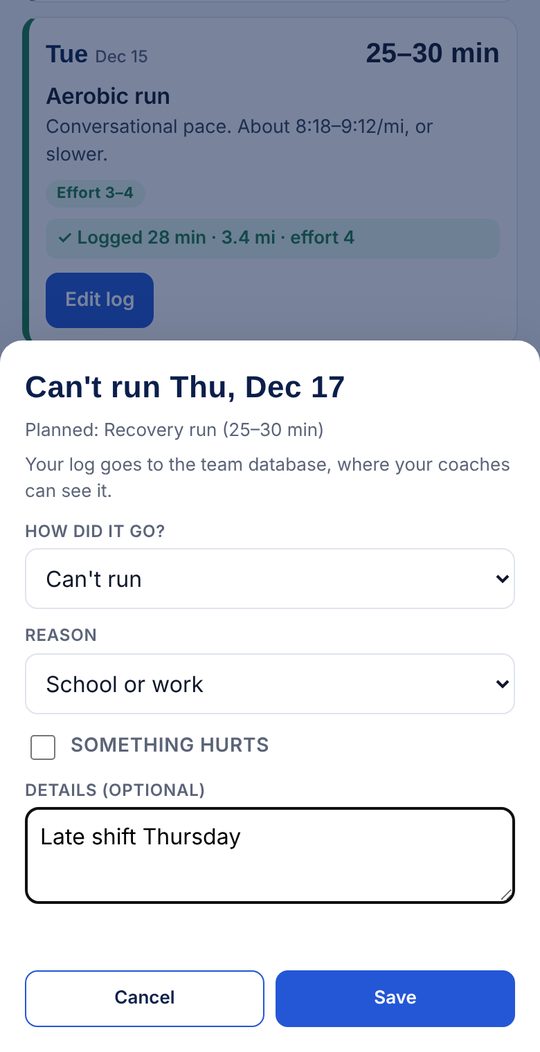 Tue Dec 15 25–30 min
Aerobic run
Conversational pace. About 8:18–9:12/mi, or
slower.
Effort 3–4
✓ Logged 28 min · 3.4 mi · effort 4
Edit log
Can't run Thu, Dec 17
Planned: Recovery run (25–30 min)
Your log goes to the team database, where your coaches
can see it.
HOW DID IT GO?
Can't run
REASON
School or work
SOMETHING HURTS
DETAILS (OPTIONAL)
Late shift Thursday
Cancel Save